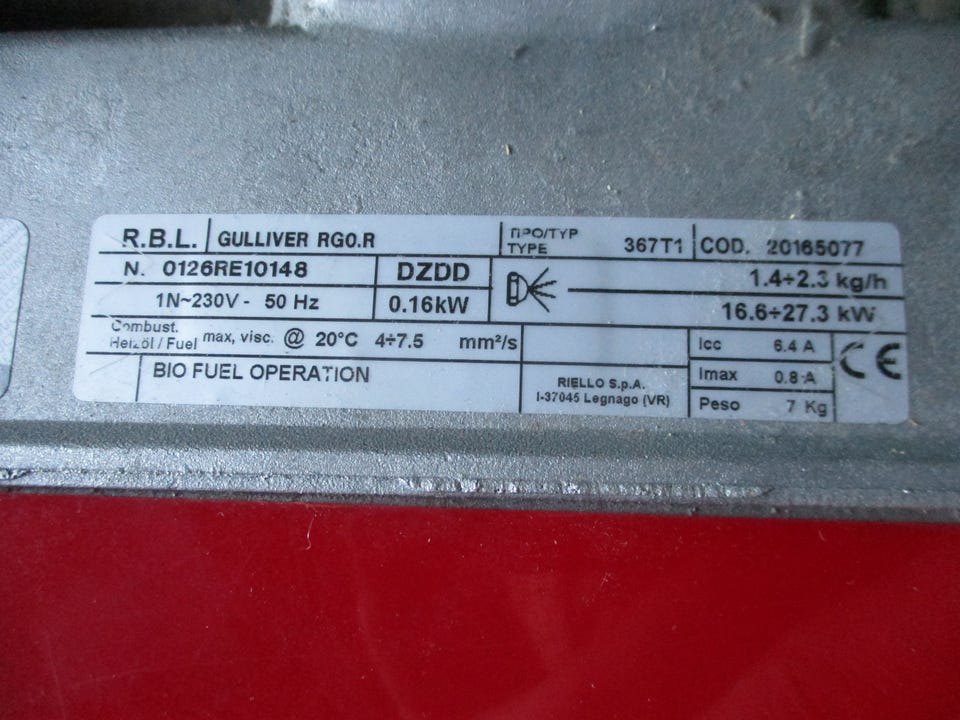 R.B.L. GULLIVER RG0.R ΠΡΟ/TYP TYPE 367T1 COD. 20165077
N. 0126RE10148 DZDD 1.4÷2.3 kg/h
1N~230V - 50 Hz 0.16kW 16.6÷27.3 kW
Combust. Heizöl / Fuel max, visc. @ 20°C 4÷7.5 mm²/s Icc 6.4 A CE
BIO FUEL OPERATION RIELLO S.p.A. Imax 0.8 A
I-37045 Legnago (VR) Peso 7 Kg